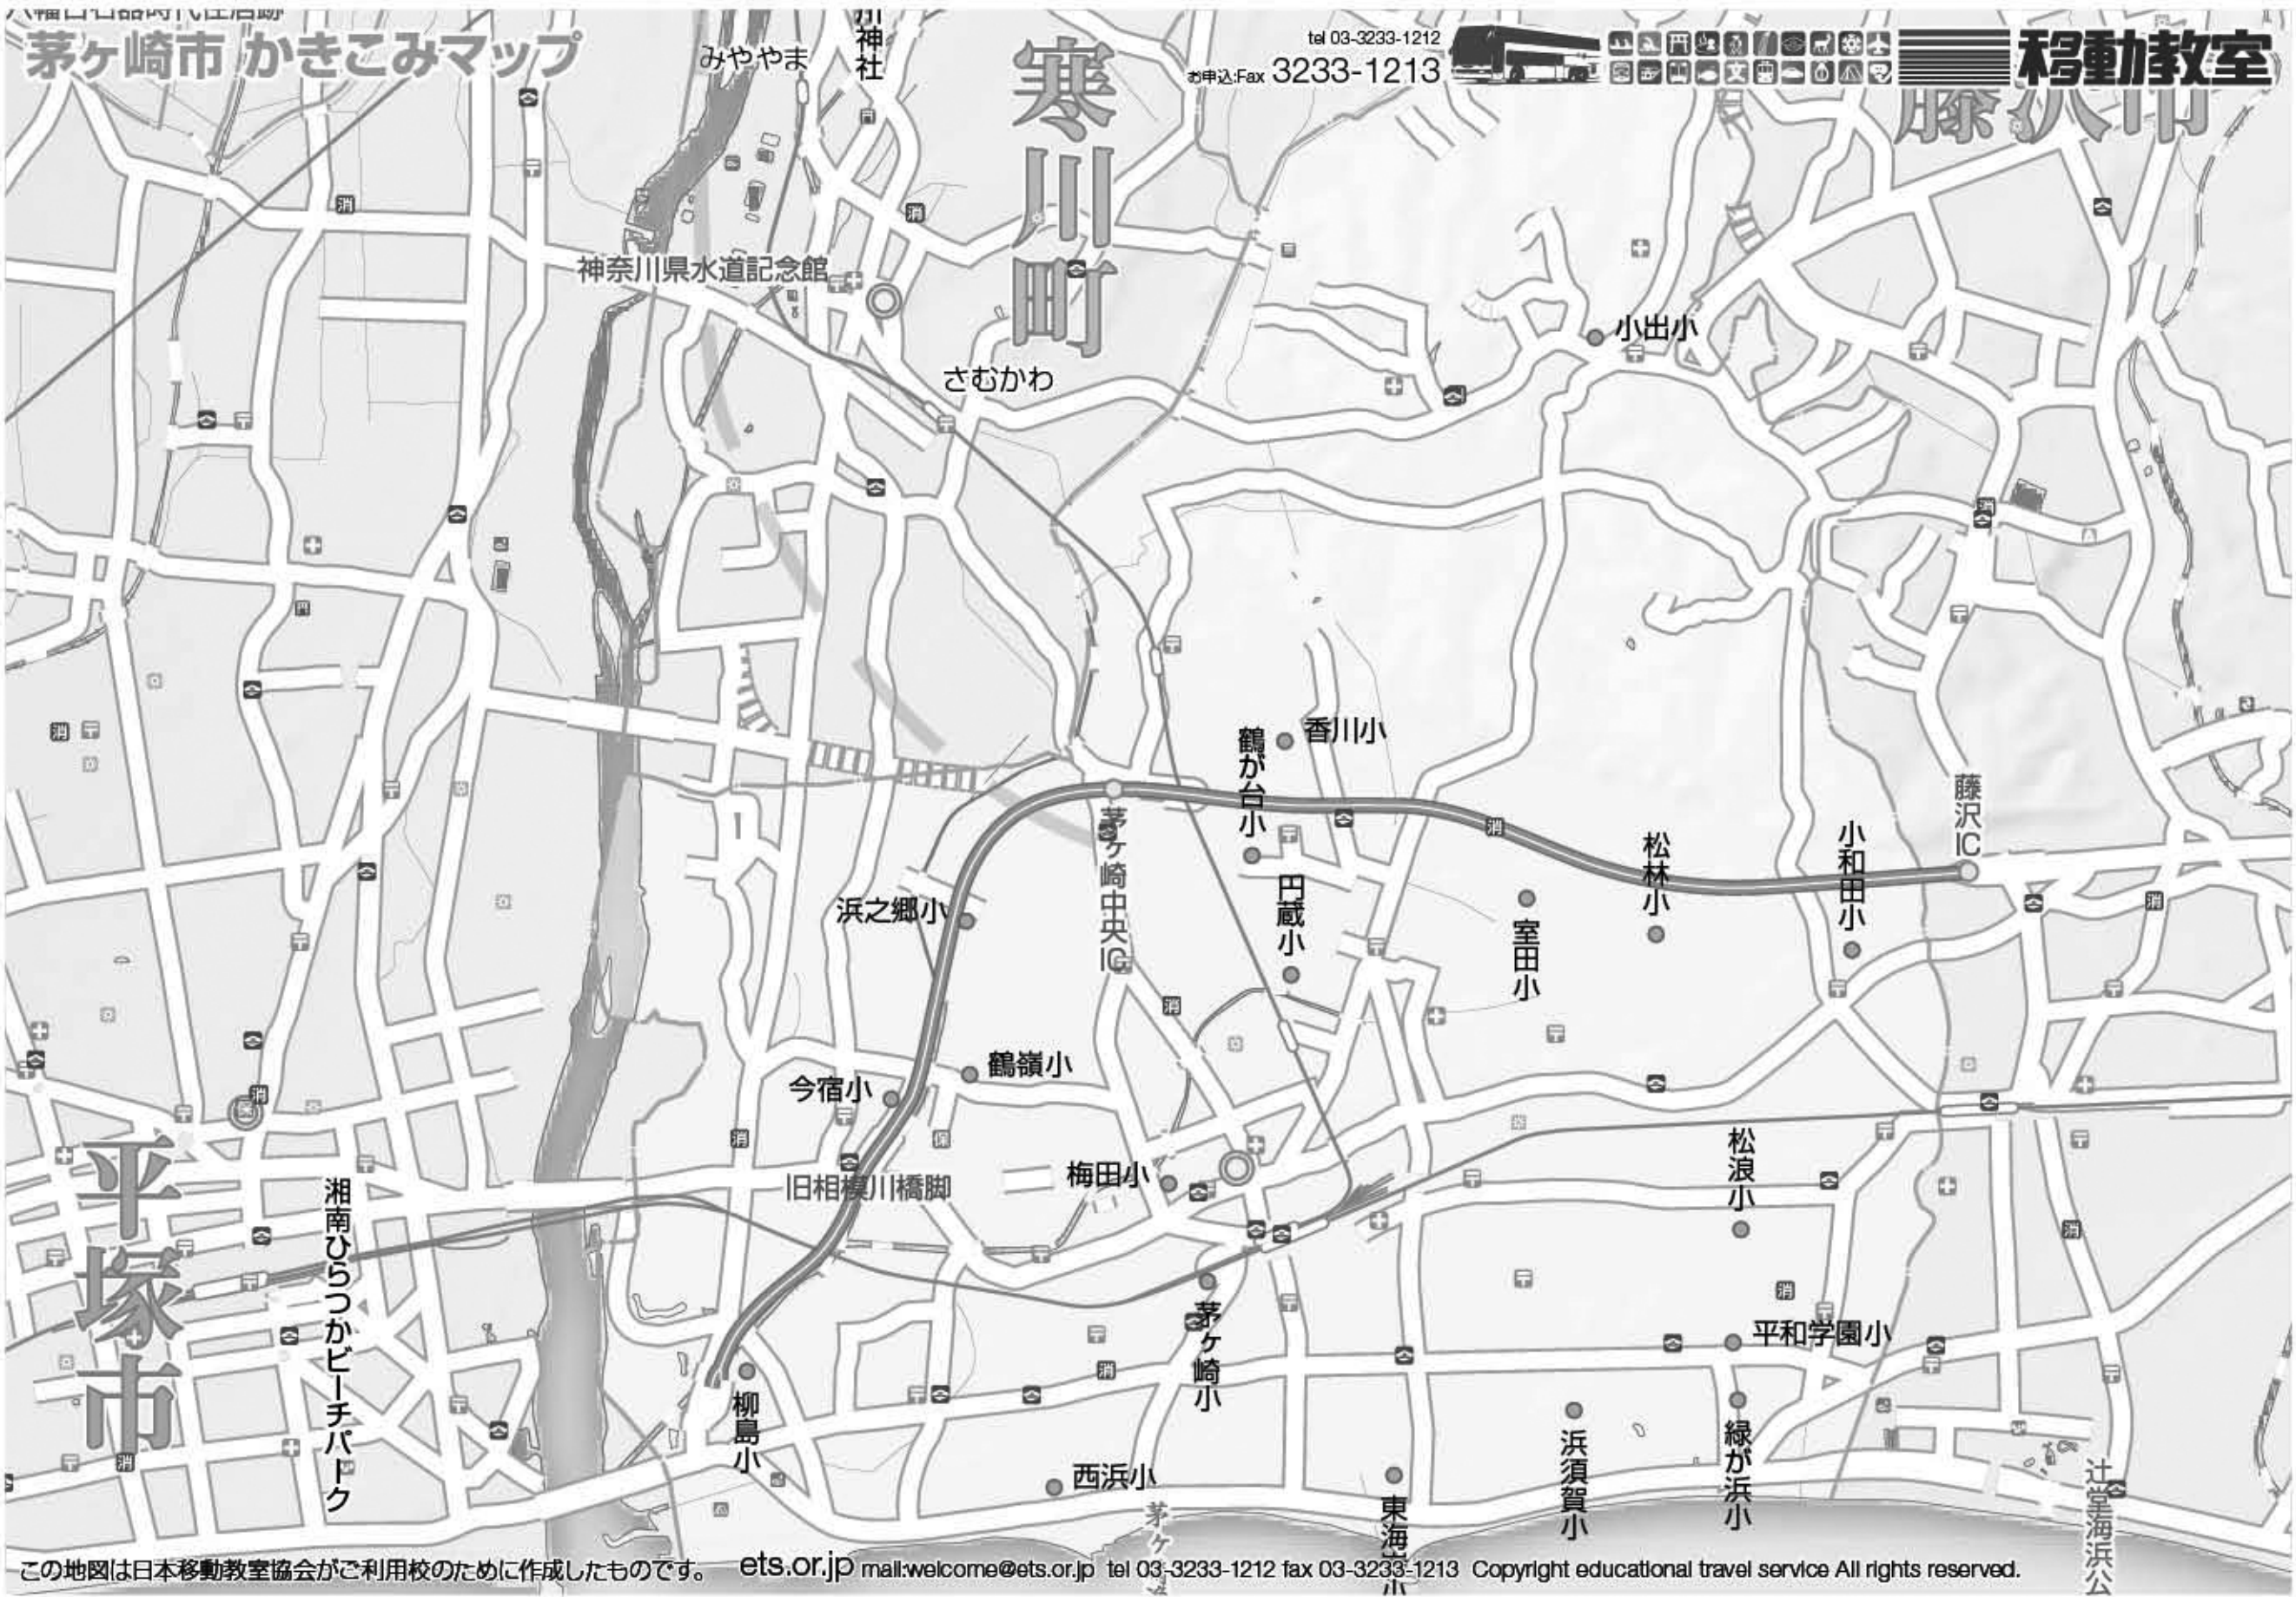 茅ヶ崎市 かきこみマップ
みややま
川神社
寒川町
tel 03-3233-1212
お申込:Fax 3233-1213
移動教室
藤沢市
神奈川県水道記念館
さむかわ
小出小
香川小
鶴が台小
茅ヶ崎中央IC
円蔵小
浜之郷小
室田小
松林小
小和田小
藤沢IC
鶴嶺小
今宿小
旧相模川橋脚
梅田小
松浪小
平塚市
湘南ひらつかビーチパーク
茅ヶ崎小
平和学園小
柳島小
西浜小
浜須賀小
緑が浜小
辻堂海浜公
茅ヶ
東海
この地図は日本移動教室協会がご利用校のために作成したものです。 ets.or.jp mail:welcome@ets.or.jp tel 03-3233-1212 fax 03-3233-1213 Copyright educational travel service All rights reserved.